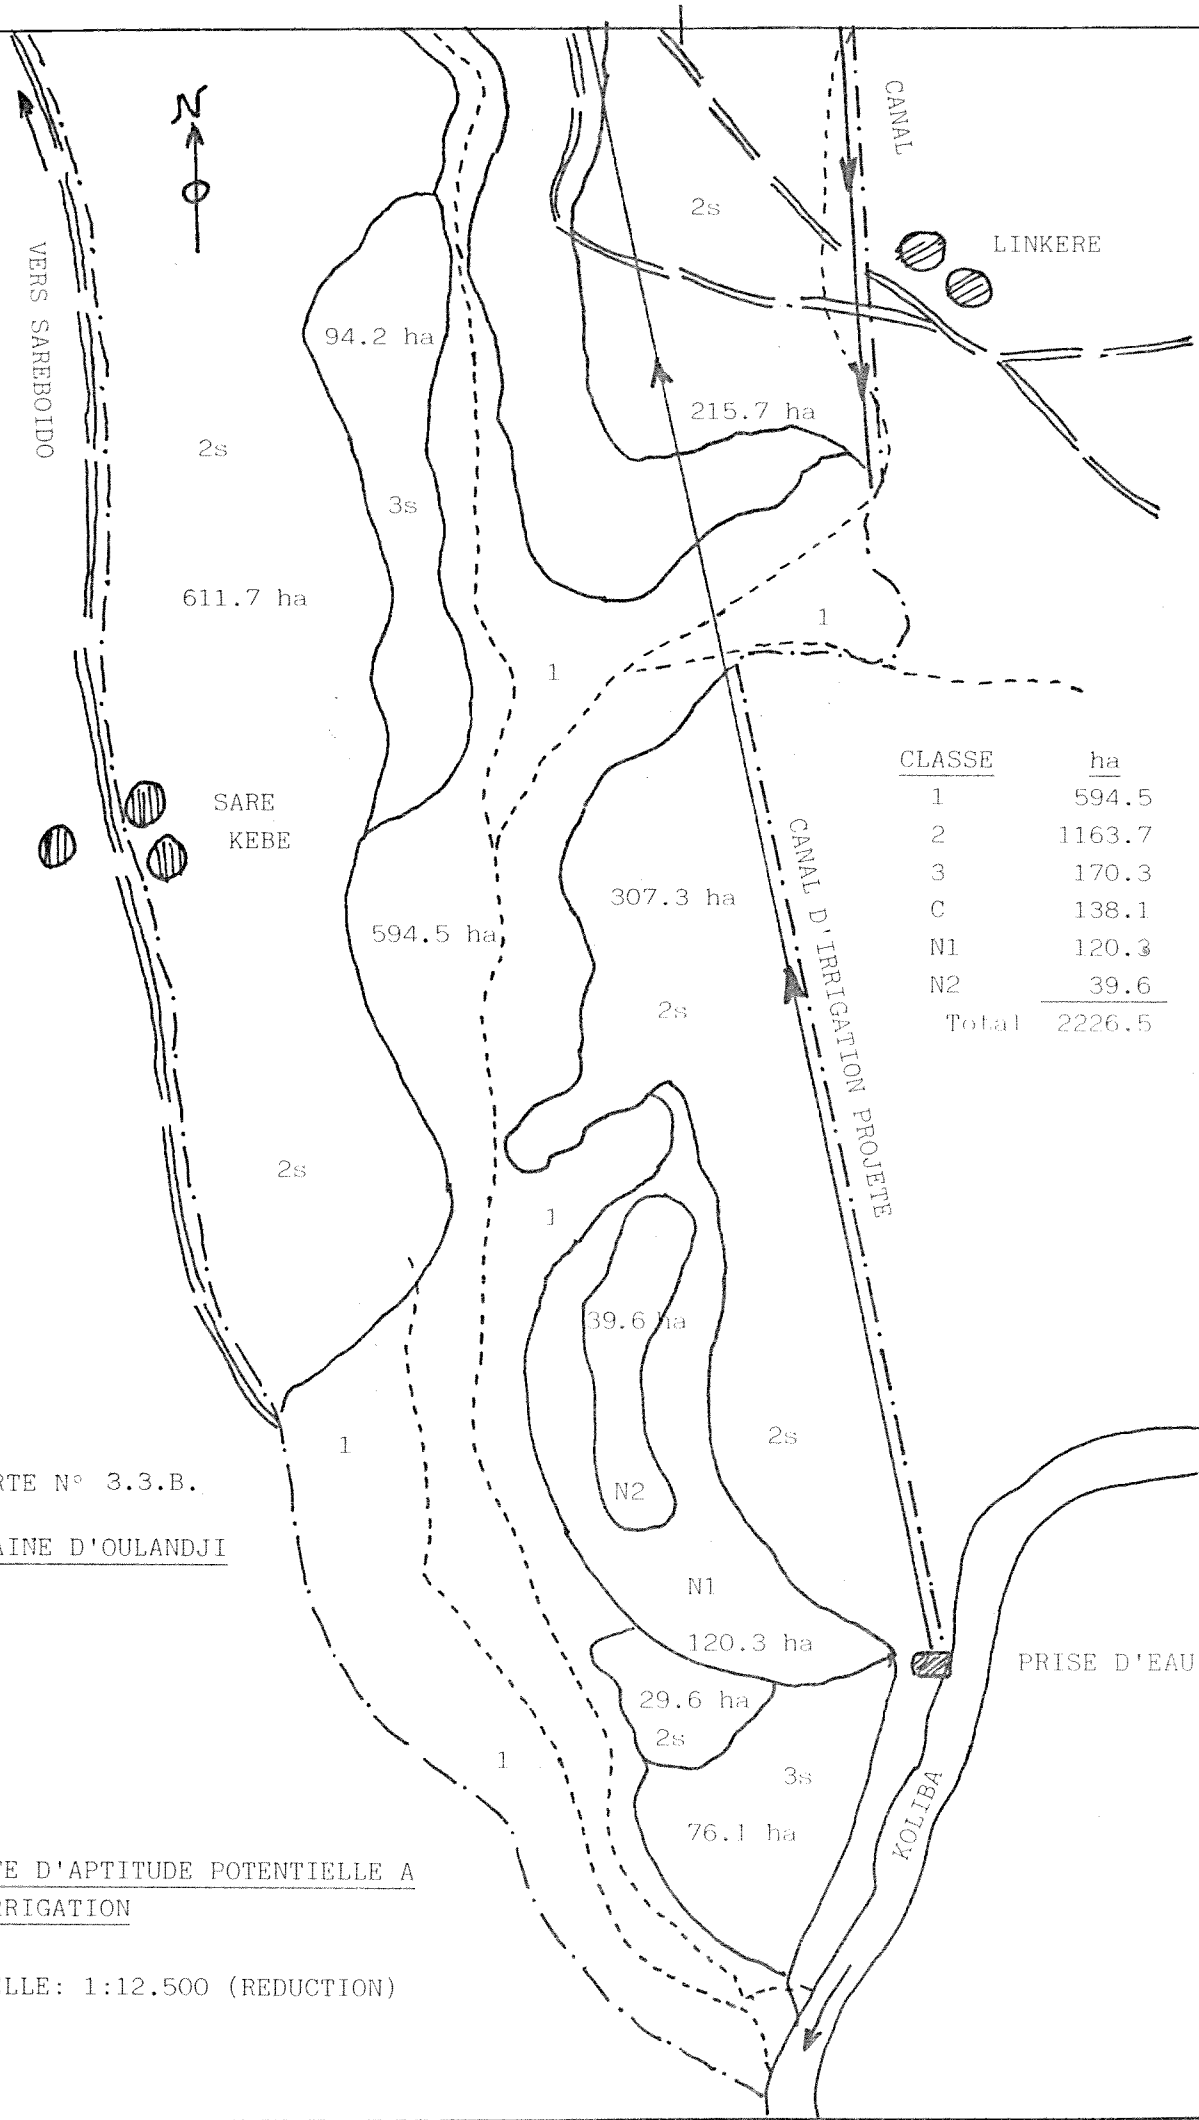 N
CANAL
2s
LINKERE
VERS SAREBOIDO
94.2 ha
215.7 ha
2s
3s
611.7 ha
1
1
CLASSE ha
1 594.5
2 1163.7
3 170.3
C 138.1
N1 120.3
N2 39.6
Total 2226.5
SARE
KEBE
CANAL D'IRRIGATION PROJETE
307.3 ha
594.5 ha
2s
2s
1
39.6 ha
2s
1
RTE N° 3.3.B.
N2
AINE D'OULANDJI
N1
120.3 ha
PRISE D'EAU
29.6 ha
2s
1
3s
KOLIBA
76.1 ha
TE D'APTITUDE POTENTIELLE A
RRIGATION
ELLE: 1:12.500 (REDUCTION)